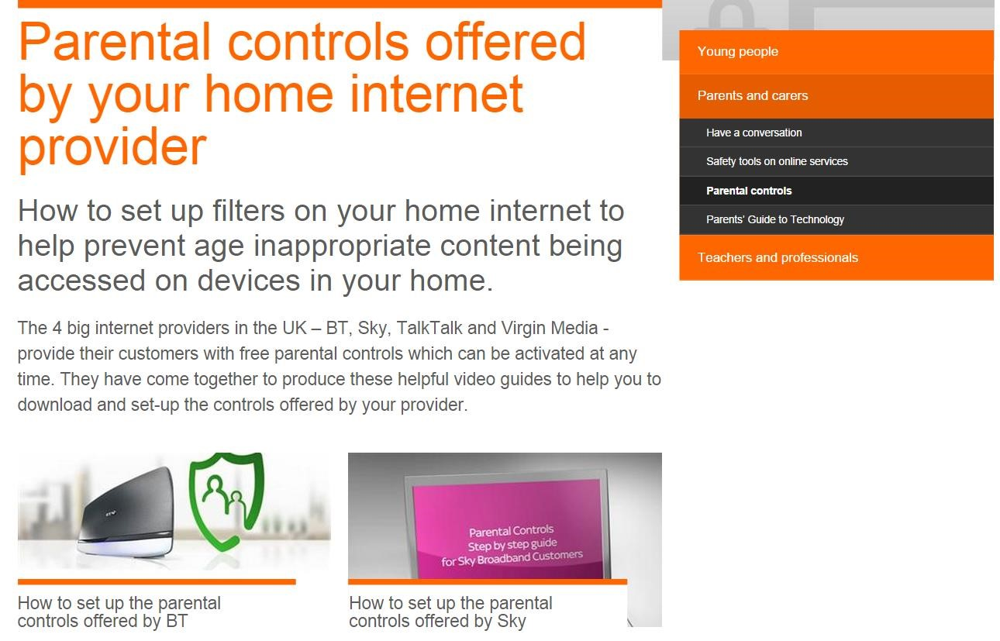 Parental controls offered
by your home internet
provider
How to set up filters on your home internet to
help prevent age inappropriate content being
accessed on devices in your home.
The 4 big internet providers in the UK – BT, Sky, TalkTalk and Virgin Media -
provide their customers with free parental controls which can be activated at any
time. They have come together to produce these helpful video guides to help you to
download and set-up the controls offered by your provider.
BT
How to set up the parental
controls offered by BT
Parental Controls
Step by step guide
for Sky Broadband Customers
How to set up the parental
controls offered by Sky
Young people
Parents and carers
Have a conversation
Safety tools on online services
Parental controls
Parents' Guide to Technology
Teachers and professionals